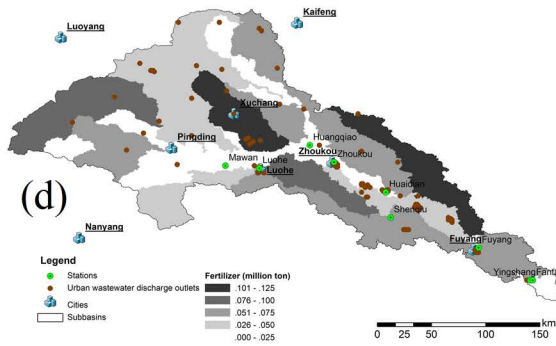 Kaifeng
Luoyang
Xuchang
Huangqiao
Pingding
Zhoukou
Zhoukou
Mawan
Luohe
Luohe
Huaidian
(d)
Shenqiu
Nanyang
Fuyang
Fuyang
Legend
Stations
Urban wastewater discharge outlets
Cities
Subbasins
Fertilizer (million ton)
.101 - .125
.076 - .100
.051 - .075
.026 - .050
.000 - .025
Yingshang
km
0 50 100 150